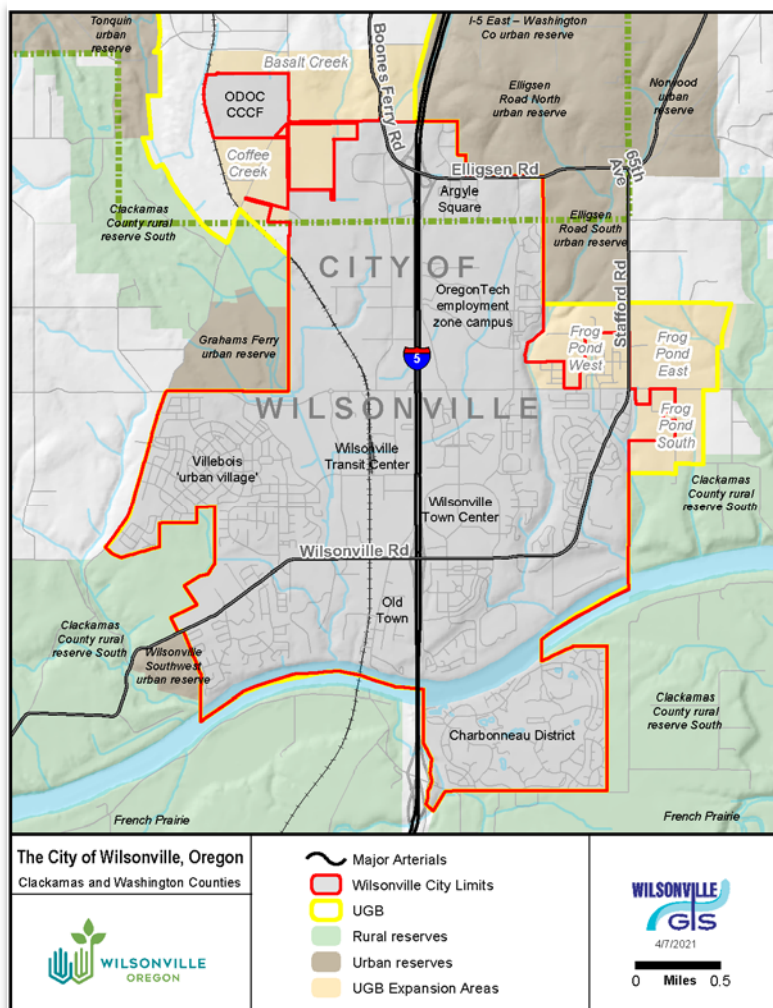 Tonquin
urban
reserve
I-5 East – Washington
Co urban reserve
Basalt Creek
Boones Ferry Rd
ODOC
CCCF
Elligsen
Road North
urban reserve
Norwood
urban
reserve
Coffee
Creek
Elligsen Rd
65th
Ave
Argyle
Square
Clackamas
County rural
reserve South
Elligsen
Road South
urban reserve
CITY OF
OregonTech
employment
zone campus
Stafford Rd
Grahams Ferry
urban reserve
5
Frog
Pond
West
Frog
Pond
East
WILSONVILLE
Frog
Pond
South
Villebois
'urban village'
Wilsonville
Transit Center
Wilsonville
Town Center
Clackamas
County rural
reserve South
Wilsonville Rd
Old
Town
Clackamas
County rural
reserve South
Wilsonville
Southwest
urban reserve
Clackamas
County rural
reserve South
Charbonneau District
French Prairie
French Prairie
The City of Wilsonville, Oregon
Clackamas and Washington Counties
WILSONVILLE
OREGON
Major Arterials
Wilsonville City Limits
UGB
Rural reserves
Urban reserves
UGB Expansion Areas
WILSONVILLE
GIS
4/7/2021
0 Miles 0.5